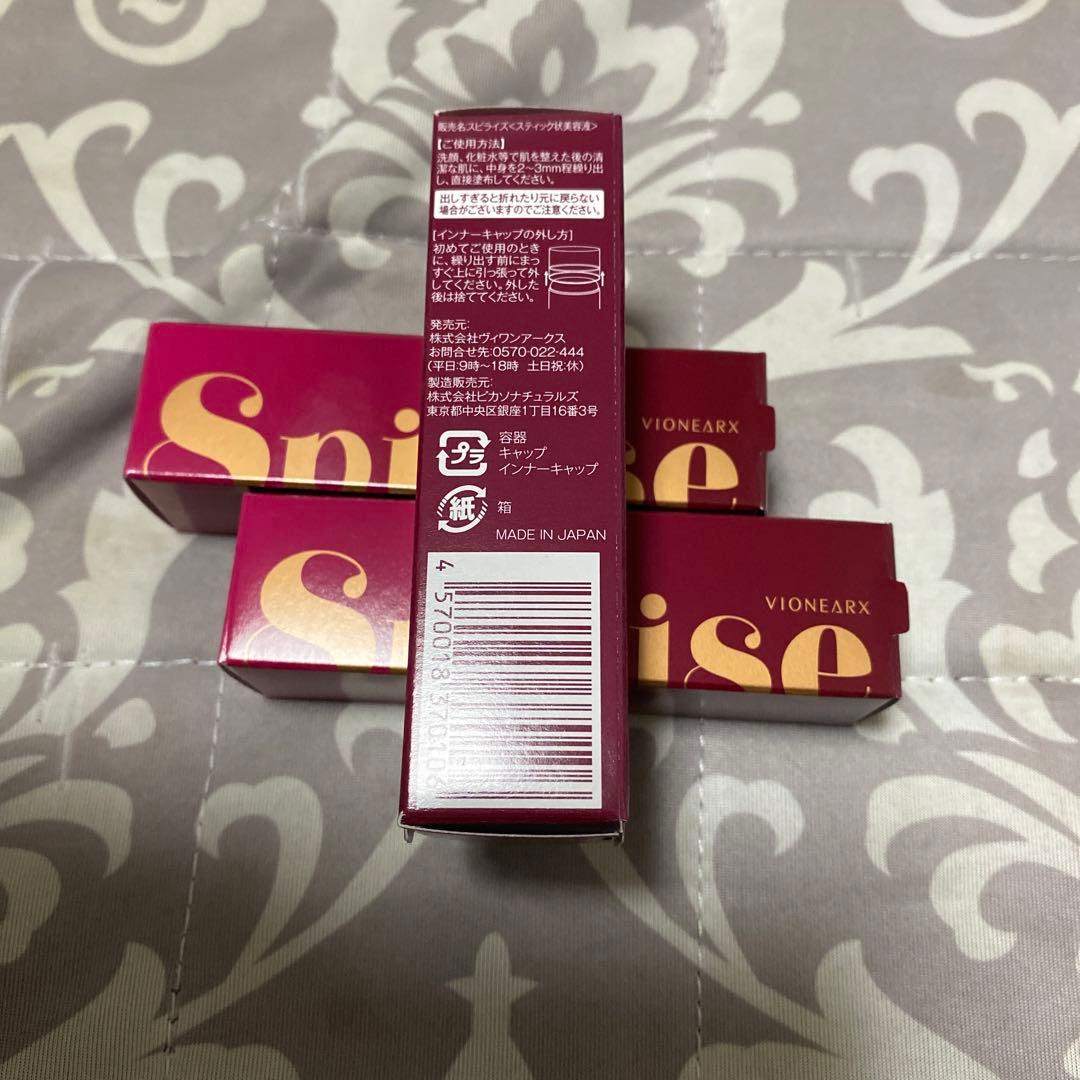 販売名:スピライズ<スティック状美容液>
【ご使用方法】
洗顔、化粧水等で肌を整えた後の清
潔な肌に、中身を2〜3mm程繰り出
し、直接塗布してください。
出しすぎると折れたり元に戻らない
場合がございますのでご注意ください。
[インナーキャップの外し方]
初めてご使用のとき
に、繰り出す前にまっ
すぐ上に引っ張って外
してください。外した
後は捨ててください。
発売元:
株式会社ヴィワンアークス
お問合せ先:0570-022-444
(平日:9時〜18時 土日祝:休)
製造販売元:
株式会社ピカソナチュラルズ
東京都中央区銀座1丁目16番3号
プラ
容器
キャップ
インナーキャップ
紙
箱
MADE IN JAPAN
4 570018 370106
Spi
se
VIONEARX
S
ise
VIONEARX